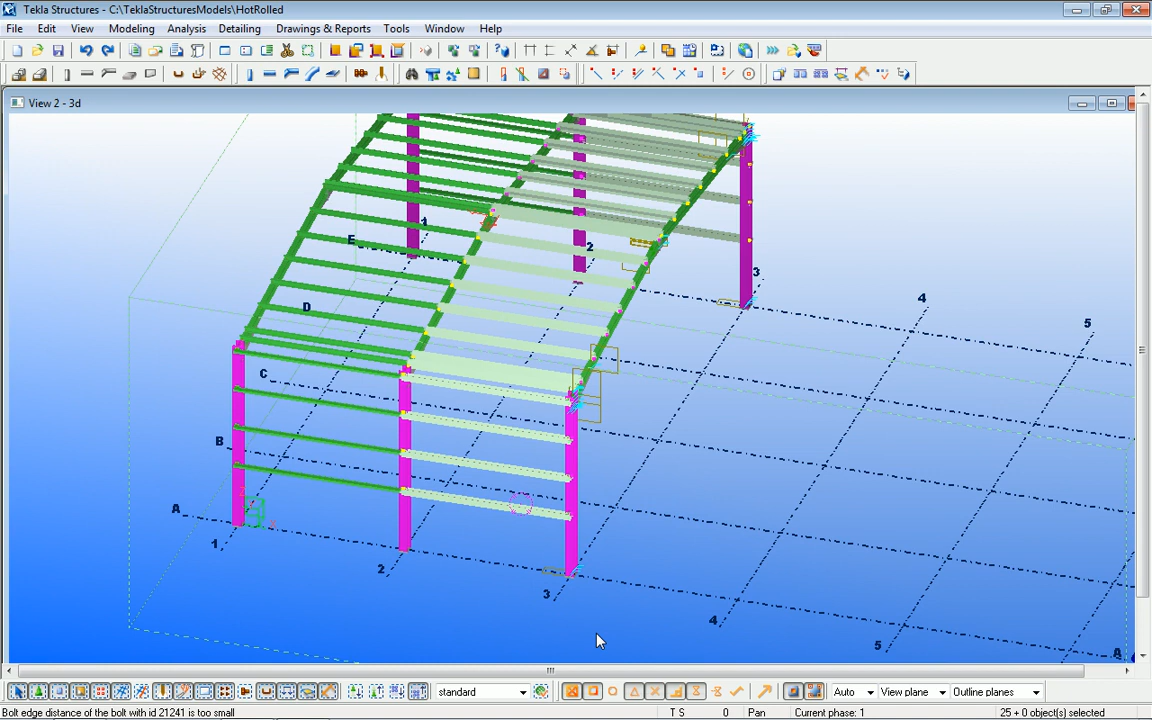 Tekla Structures - C:\TeklaStructuresModels\HotRolled
File Edit View Modeling Analysis Detailing Drawings & Reports Tools Window Help
View 2 - 3d
1
E
2
3
4
5
D
C
B
A
1
2
3
4
5
A
standard
Auto
View plane
Outline planes
Bolt edge distance of the bolt with id 21241 is too small
T S
0
Pan
Current phase: 1
25 + 0 object(s) selected